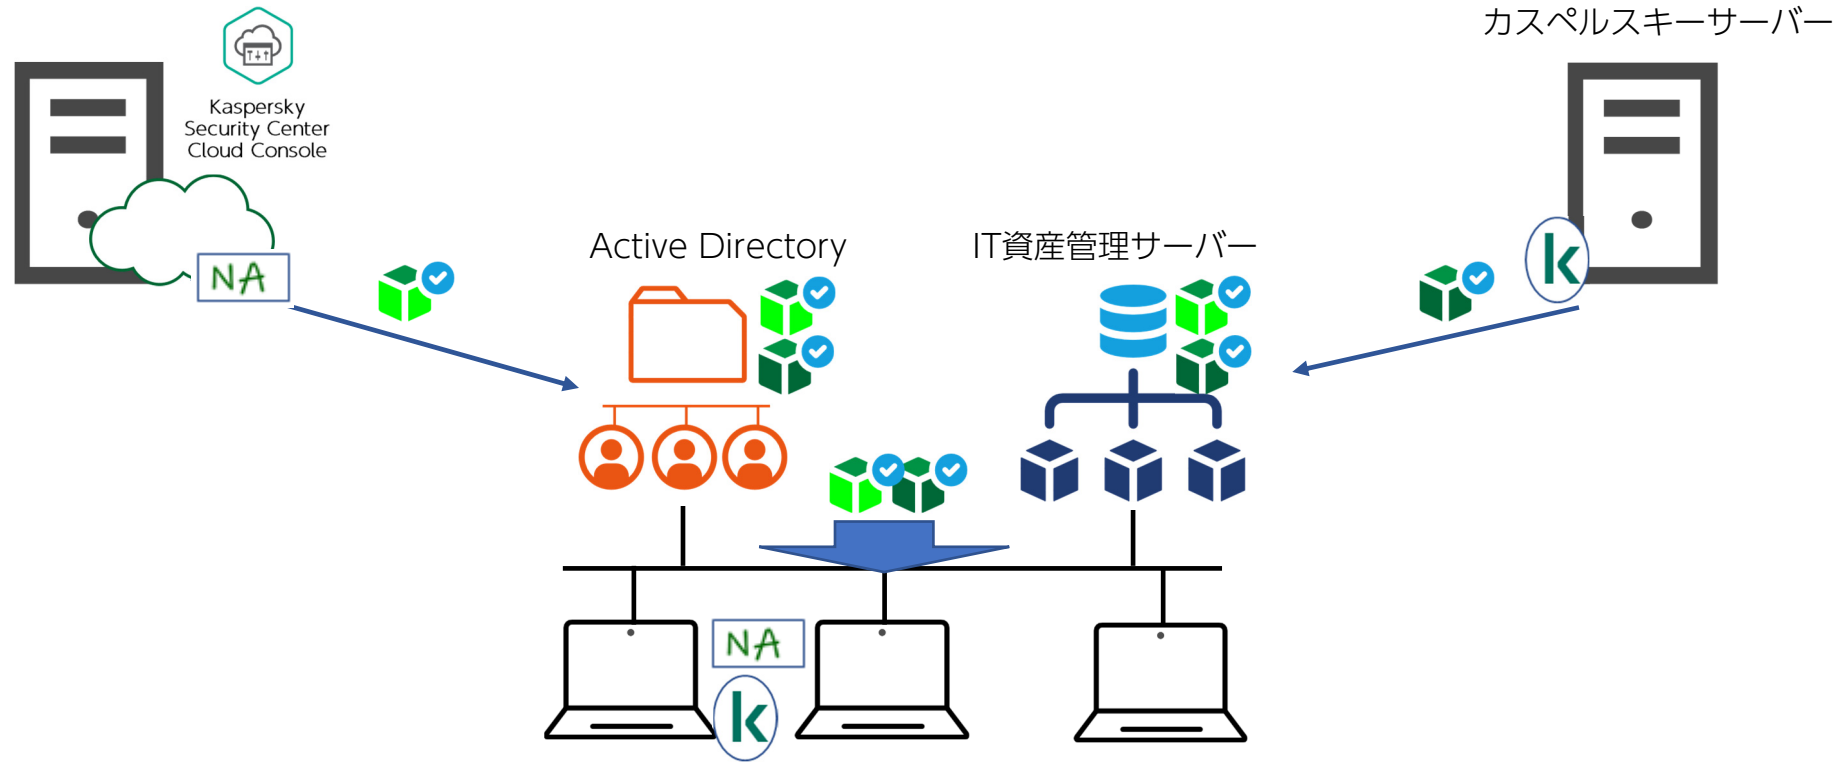 カスペルスキーサーバー
Kaspersky
Security Center
Cloud Console
Active Directory
IT資産管理サーバー
NA
k
NA
k